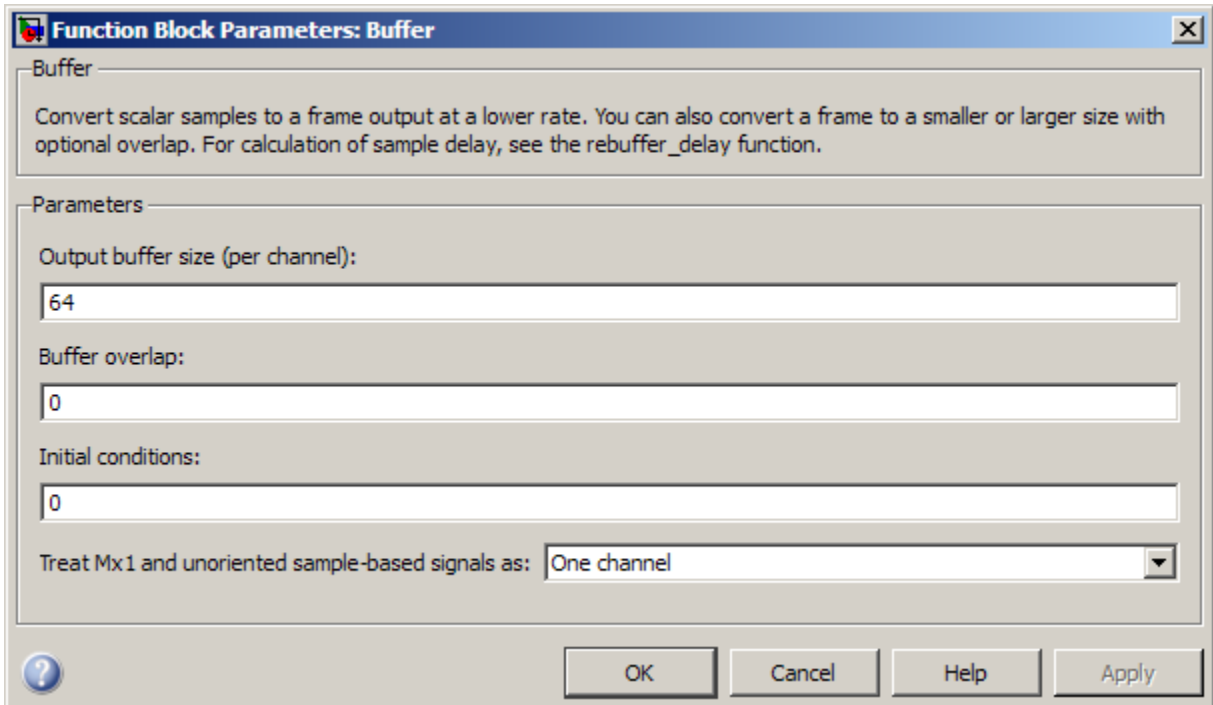 Function Block Parameters: Buffer
Buffer
Convert scalar samples to a frame output at a lower rate. You can also convert a frame to a smaller or larger size with
optional overlap. For calculation of sample delay, see the rebuffer_delay function.
Parameters
Output buffer size (per channel):
64
Buffer overlap:
0
Initial conditions:
0
Treat Mx1 and unoriented sample-based signals as: One channel
OK Cancel Help Apply